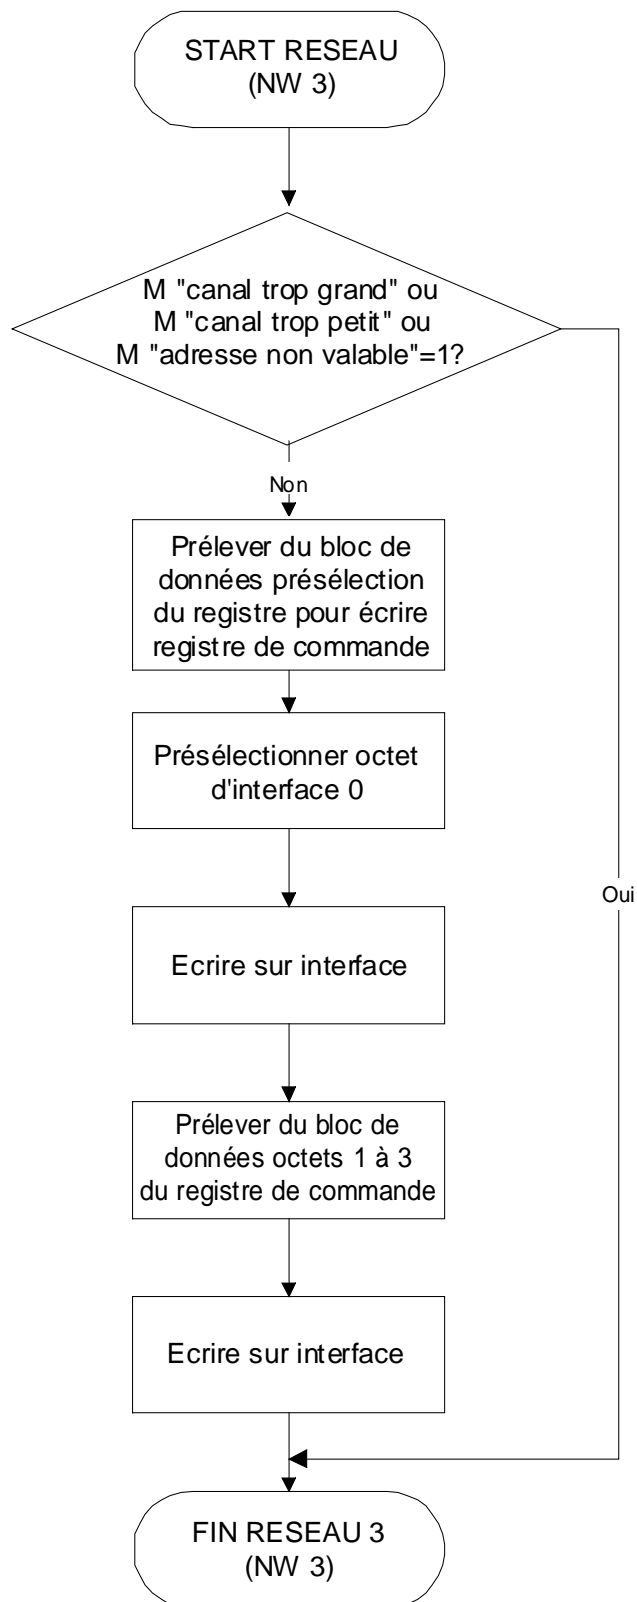 START RESEAU
(NW 3)
M "canal trop grand" ou
M "canal trop petit" ou
M "adresse non valable"=1?
Non
Prélever du bloc de
données présélection
du registre pour écrire
registre de commande
Présélectionner octet
d'interface 0
Oui
Ecrire sur interface
Prélever du bloc de
données octets 1 à 3
du registre de commande
Ecrire sur interface
FIN RESEAU 3
(NW 3)